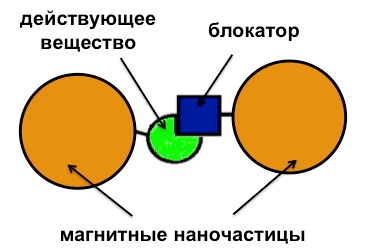 действующее
вещество
блокатор
магнитные наночастицы